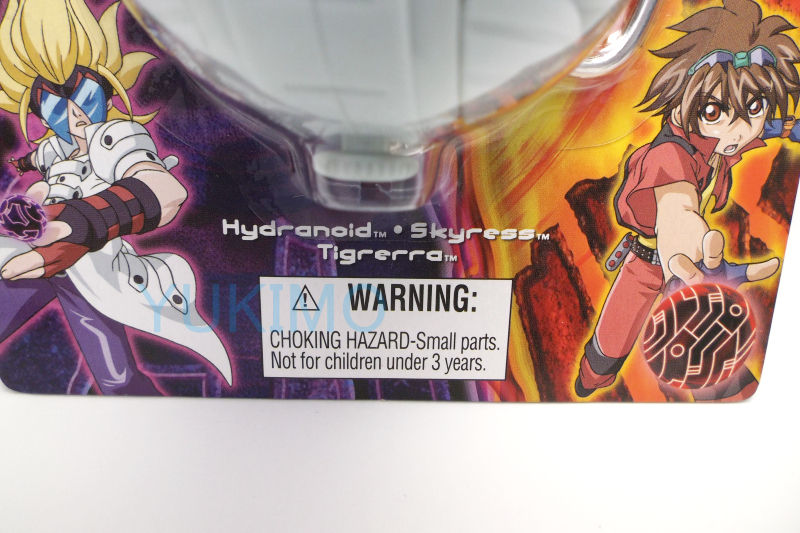 Hydranoid™ • Skyress™
Tigrerra™
⚠ WARNING:
CHOKING HAZARD-Small parts.
Not for children under 3 years.
YUKIMO